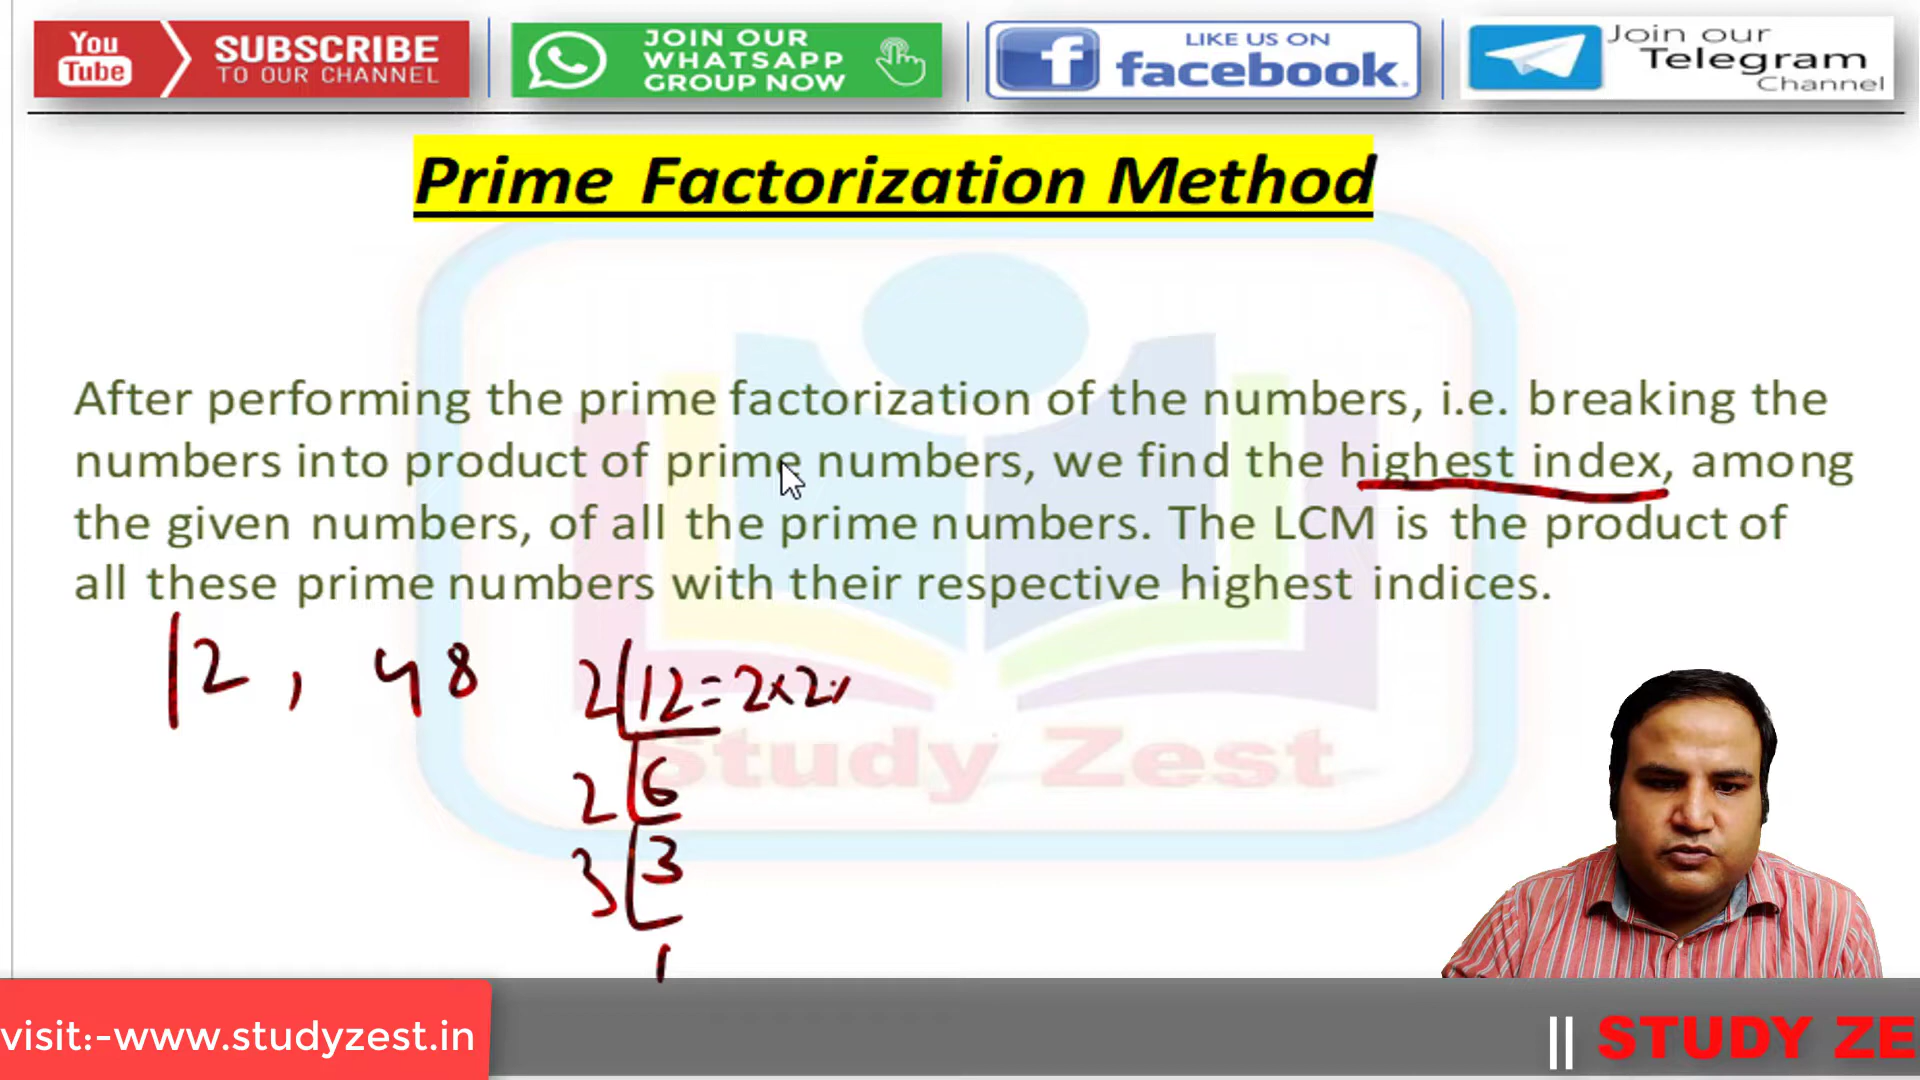 You
Tube
SUBSCRIBE
TO OUR CHANNEL
JOIN OUR
WHATSAPP
GROUP NOW
LIKE US ON
f facebook.
Join our
Telegram
Channel
Prime Factorization Method
After performing the prime factorization of the numbers, i.e. breaking the
numbers into product of prime numbers, we find the highest index, among
the given numbers, of all the prime numbers. The LCM is the product of
all these prime numbers with their respective highest indices.
12, 48
2 12=2×2×
2 6
3 3
1
Study Zest
visit:-www.studyzest.in
|| STUDY ZE